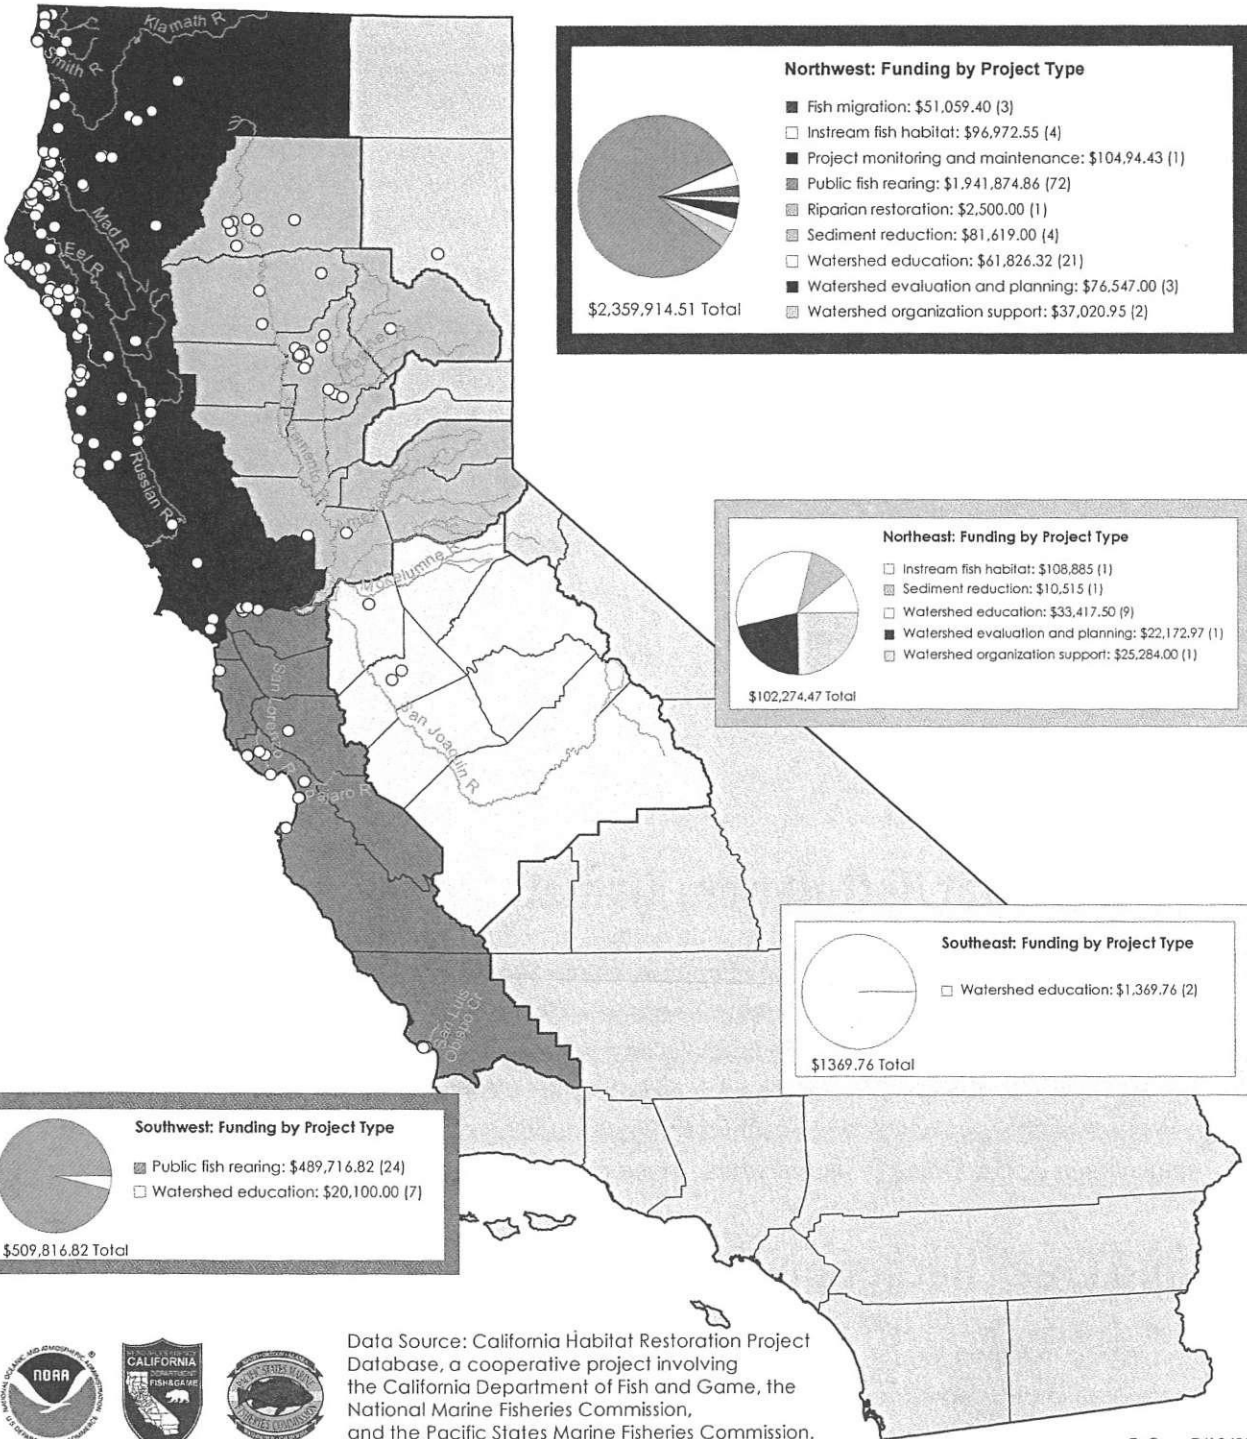 Klamath R
Smith R
Mad R
Eel R
Russian R
Mokelumne R
San Joaquin R
Pajaro R
San Luis
Obispo Cr
Northwest: Funding by Project Type
Fish migration: $51,059.40 (3)
Instream fish habitat: $96,972.55 (4)
Project monitoring and maintenance: $104,94.43 (1)
Public fish rearing: $1.941,874.86 (72)
Riparian restoration: $2,500.00 (1)
Sediment reduction: $81,619.00 (4)
Watershed education: $61,826.32 (21)
Watershed evaluation and planning: $76,547.00 (3)
Watershed organization support: $37,020.95 (2)
$2,359,914.51 Total
Northeast: Funding by Project Type
Instream fish habitat: $108,885 (1)
Sediment reduction: $10,515 (1)
Watershed education: $33,417.50 (9)
Watershed evaluation and planning: $22,172.97 (1)
Watershed organization support: $25,284.00 (1)
$102,274.47 Total
Southeast: Funding by Project Type
Watershed education: $1,369.76 (2)
$1369.76 Total
Southwest: Funding by Project Type
Public fish rearing: $489,716.82 (24)
Watershed education: $20,100.00 (7)
$509,816.82 Total
NOAA
CALIFORNIA
DEPARTMENT
FISH & GAME
Data Source: California Habitat Restoration Project
Database, a cooperative project involving
the California Department of Fish and Game, the
National Marine Fisheries Commission,
and the Pacific States Marine Fisheries Commission.